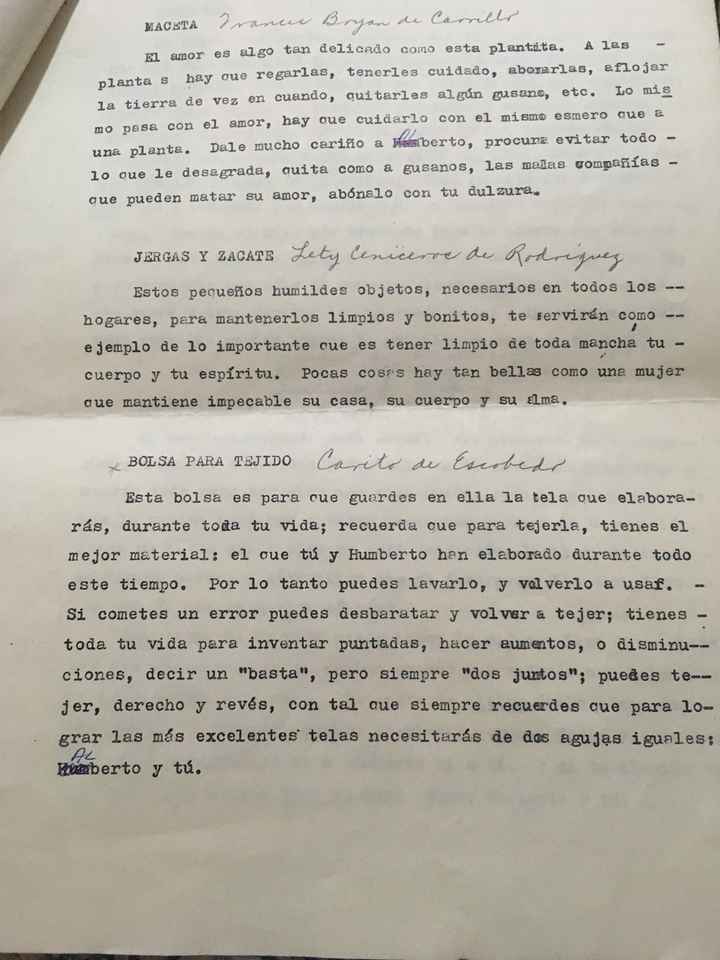 MACETA Francis Bryan de Carrillo
El amor es algo tan delicado como esta plantita. A las -
planta s hay que regarlas, tenerles cuidado, abonarlas, aflojar
la tierra de vez en cuando, quitarles algún gusano, etc. Lo mis
mo pasa con el amor, hay que cuidarlo con el mismo esmero que a
una planta. Dale mucho cariño a Humberto, procura evitar todo -
AL
lo que le desagrada, quita como a gusanos, las malas compañías -
que pueden matar su amor, abónalo con tu dulzura.
JERGAS Y ZACATE Lety Ceniceros de Rodríguez
Estos pequeños humildes objetos, necesarios en todos los --
hogares, para mantenerlos limpios y bonitos, te servirán como --
ejemplo de lo importante que es tener limpio de toda mancha tu -
cuerpo y tu espíritu. Pocas cosas hay tan bellas como una mujer
que mantiene impecable su casa, su cuerpo y su alma.
x BOLSA PARA TEJIDO Carito de Escobedo
Esta bolsa es para que guardes en ella la tela que elabora-
rás, durante toda tu vida; recuerda que para tejerla, tienes el
mejor material: el que tú y Humberto han elaborado durante todo
este tiempo. Por lo tanto puedes lavarlo, y volverlo a usar. -
Si cometes un error puedes desbaratar y volver a tejer; tienes -
toda tu vida para inventar puntadas, hacer aumentos, o disminu--
ciones, decir un "basta", pero siempre "dos juntos"; puedes te--
jer, derecho y revés, con tal que siempre recuerdes que para lo-
grar las más excelentes telas necesitarás de dos agujas iguales:
AL
Humberto y tú.